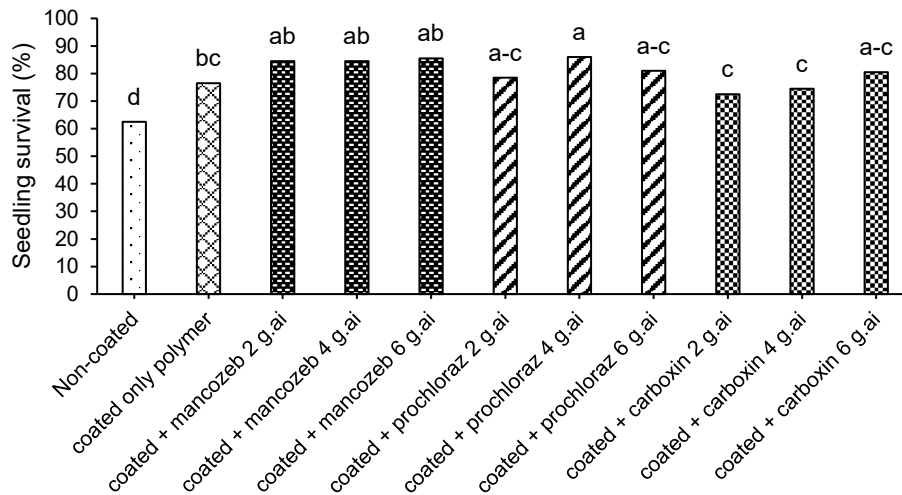 Seedling survival (%)
100
90
80
70
60
50
40
30
20
10
0
d
bc
ab
ab
ab
a-c
a
a-c
c
c
a-c
Non-coated
coated only polymer
coated + mancozeb 2 g.ai
coated + mancozeb 4 g.ai
coated + mancozeb 6 g.ai
coated + prochloraz 2 g.ai
coated + prochloraz 4 g.ai
coated + prochloraz 6 g.ai
coated + carboxin 2 g.ai
coated + carboxin 4 g.ai
coated + carboxin 6 g.ai